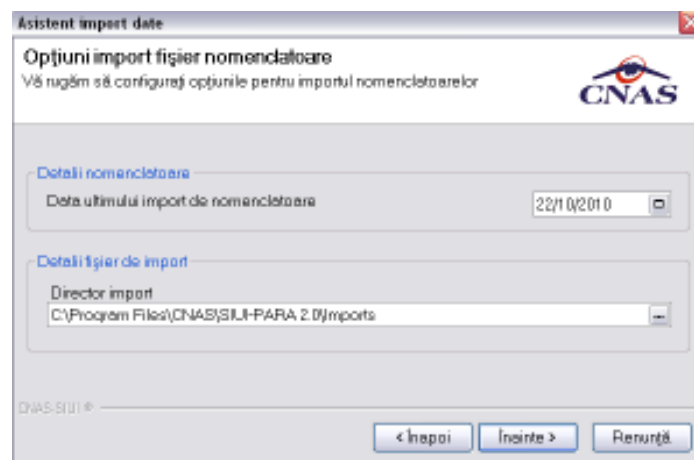 Asistent import date
Opțiuni import fișier nomenclatoare
Vă rugăm să configurați opțiunile pentru importul nomenclatoarelor
CNAS
Detalii nomenclatoare
Data ultimului import de nomenclatoare
22/10/2010
Detalii fișier de import
Director import
C:\Program Files\CNAS\SIUI-PARA 2.0\Imports
...
CNAS-SIUI ®
< Înapoi
Înainte >
Renunță